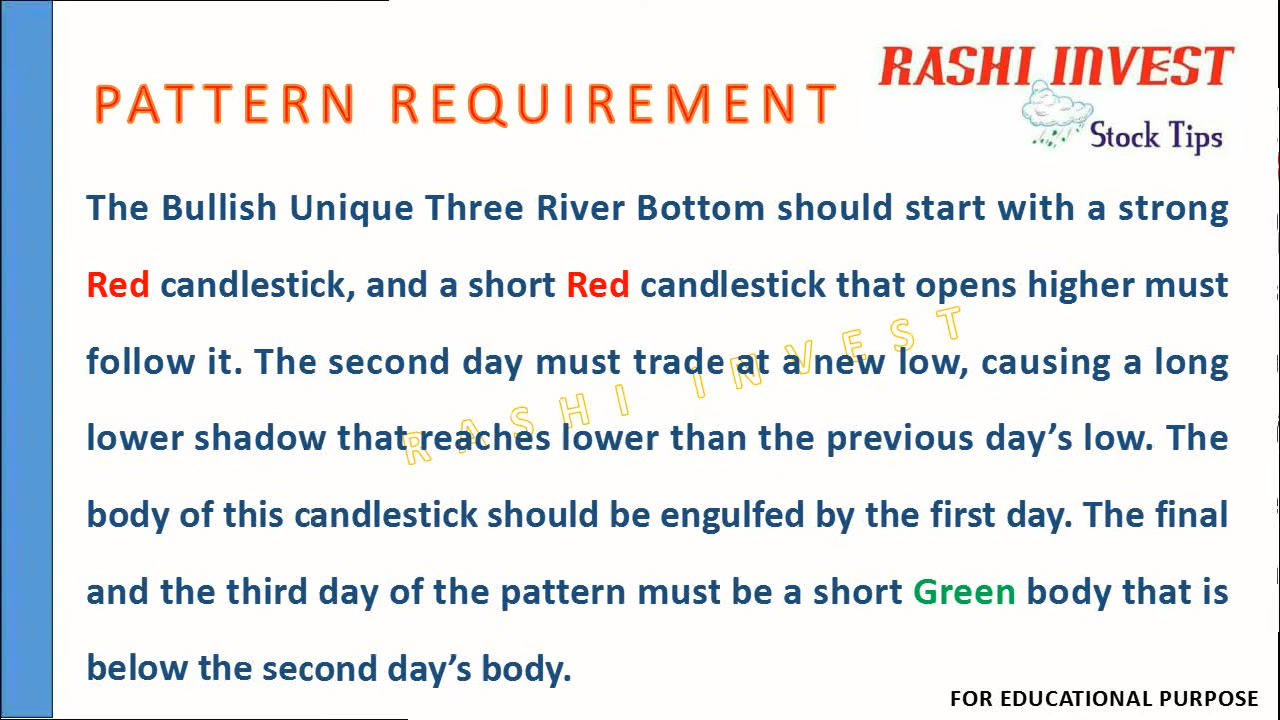 RASHI INVEST
Stock Tips
PATTERN REQUIREMENT
The Bullish Unique Three River Bottom should start with a strong
Red candlestick, and a short Red candlestick that opens higher must
follow it. The second day must trade at a new low, causing a long
lower shadow that reaches lower than the previous day’s low. The
body of this candlestick should be engulfed by the first day. The final
and the third day of the pattern must be a short Green body that is
below the second day’s body.
RASHI INVEST
FOR EDUCATIONAL PURPOSE